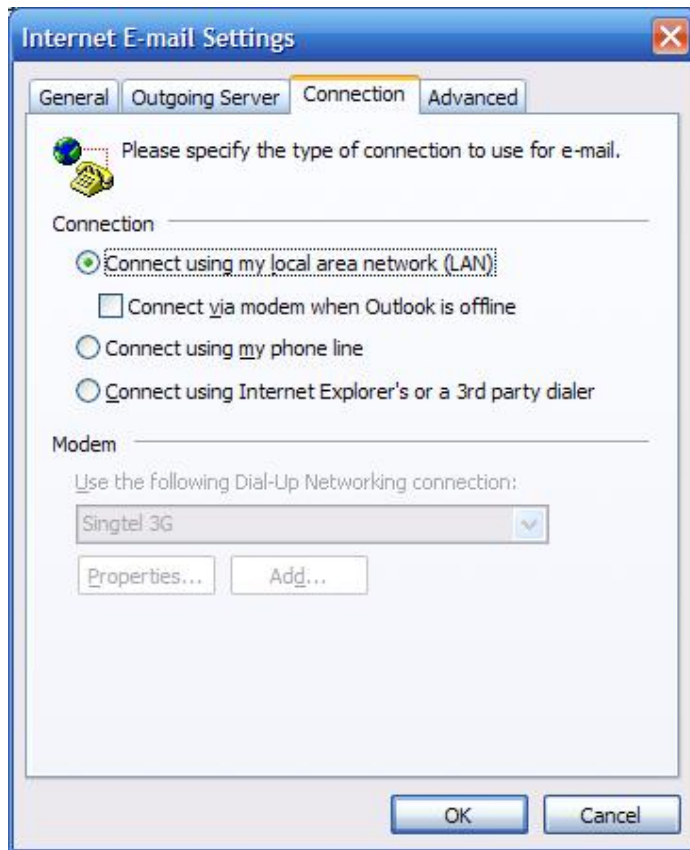 Internet E-mail Settings
General Outgoing Server Connection Advanced
Please specify the type of connection to use for e-mail.
Connection
Connect using my local area network (LAN)
Connect via modem when Outlook is offline
Connect using my phone line
Connect using Internet Explorer's or a 3rd party dialer
Modem
Use the following Dial-Up Networking connection:
Singtel 3G
Properties... Add...
OK Cancel